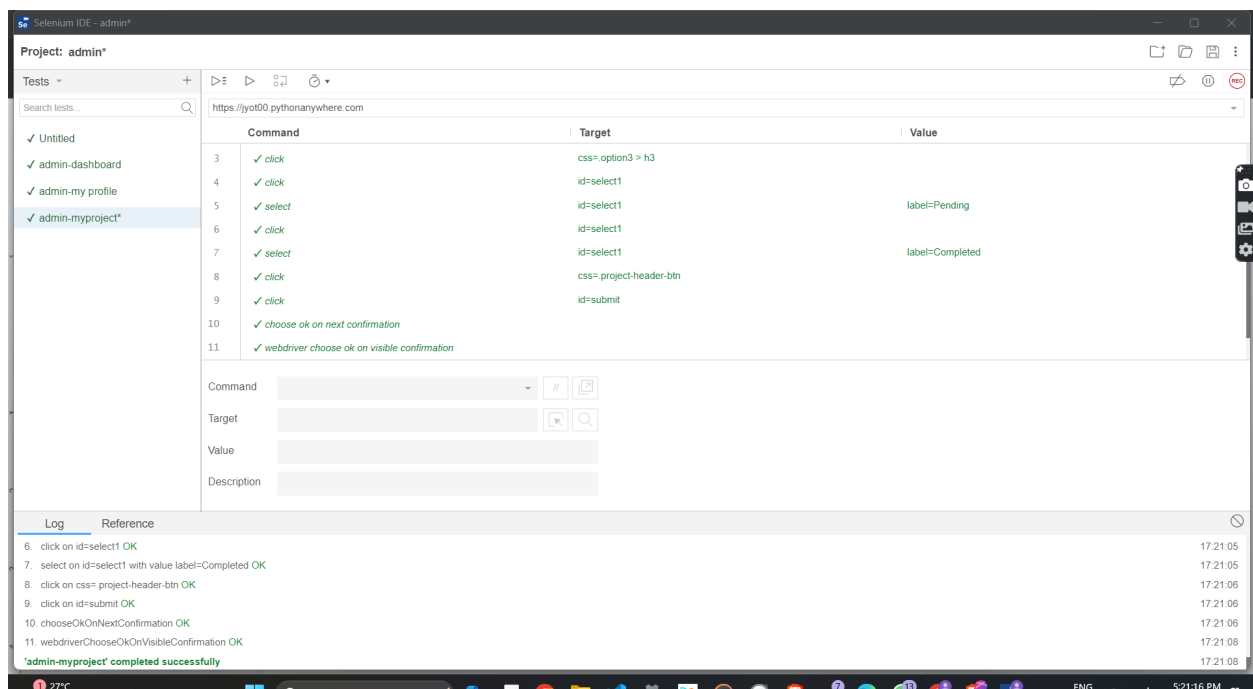 Se Selenium IDE - admin*
Project: admin*
Tests
Search tests...
REC
https://jyot00.pythonanywhere.com
✓ Untitled
✓ admin-dashboard
✓ admin-my profile
✓ admin-myproject*
Command Target Value
3 ✓ click css=.option3 > h3
4 ✓ click id=select1
5 ✓ select id=select1 label=Pending
6 ✓ click id=select1
7 ✓ select id=select1 label=Completed
8 ✓ click css=.project-header-btn
9 ✓ click id=submit
10 ✓ choose ok on next confirmation
11 ✓ webdriver choose ok on visible confirmation
Command //
Target
Value
Description
Log Reference
6. click on id=select1 OK 17:21:05
7. select on id=select1 with value label=Completed OK 17:21:05
8. click on css=.project-header-btn OK 17:21:06
9. click on id=submit OK 17:21:06
10. chooseOkOnNextConfirmation OK 17:21:06
11. webdriverChooseOkOnVisibleConfirmation OK 17:21:08
'admin-myproject' completed successfully 17:21:08
1 27°C 7 13 ENG 5:21:16 PM